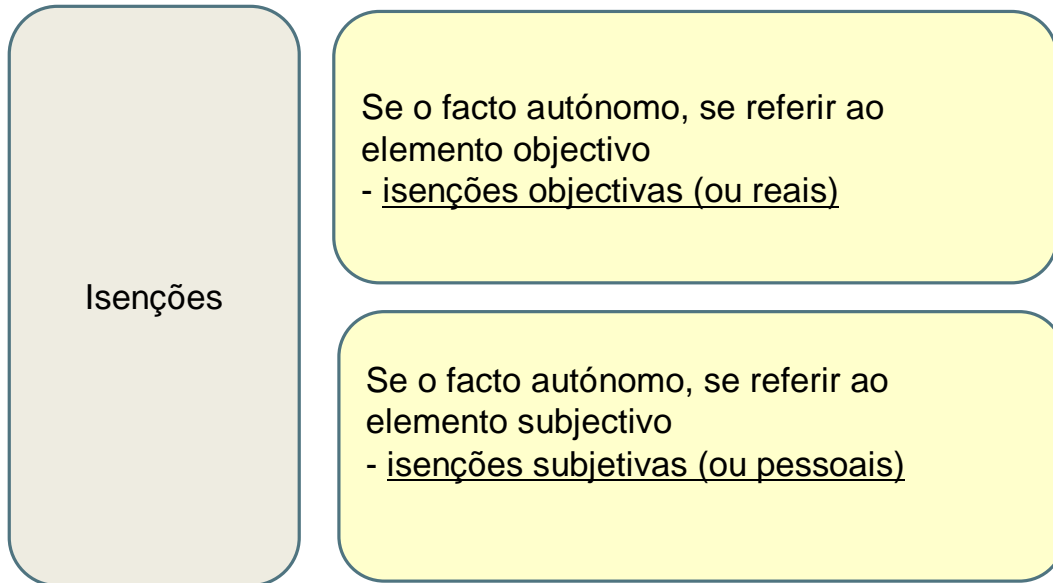 Isenções
Se o facto autónomo, se referir ao
elemento objectivo
- isenções objectivas (ou reais)
Se o facto autónomo, se referir ao
elemento subjectivo
- isenções subjetivas (ou pessoais)